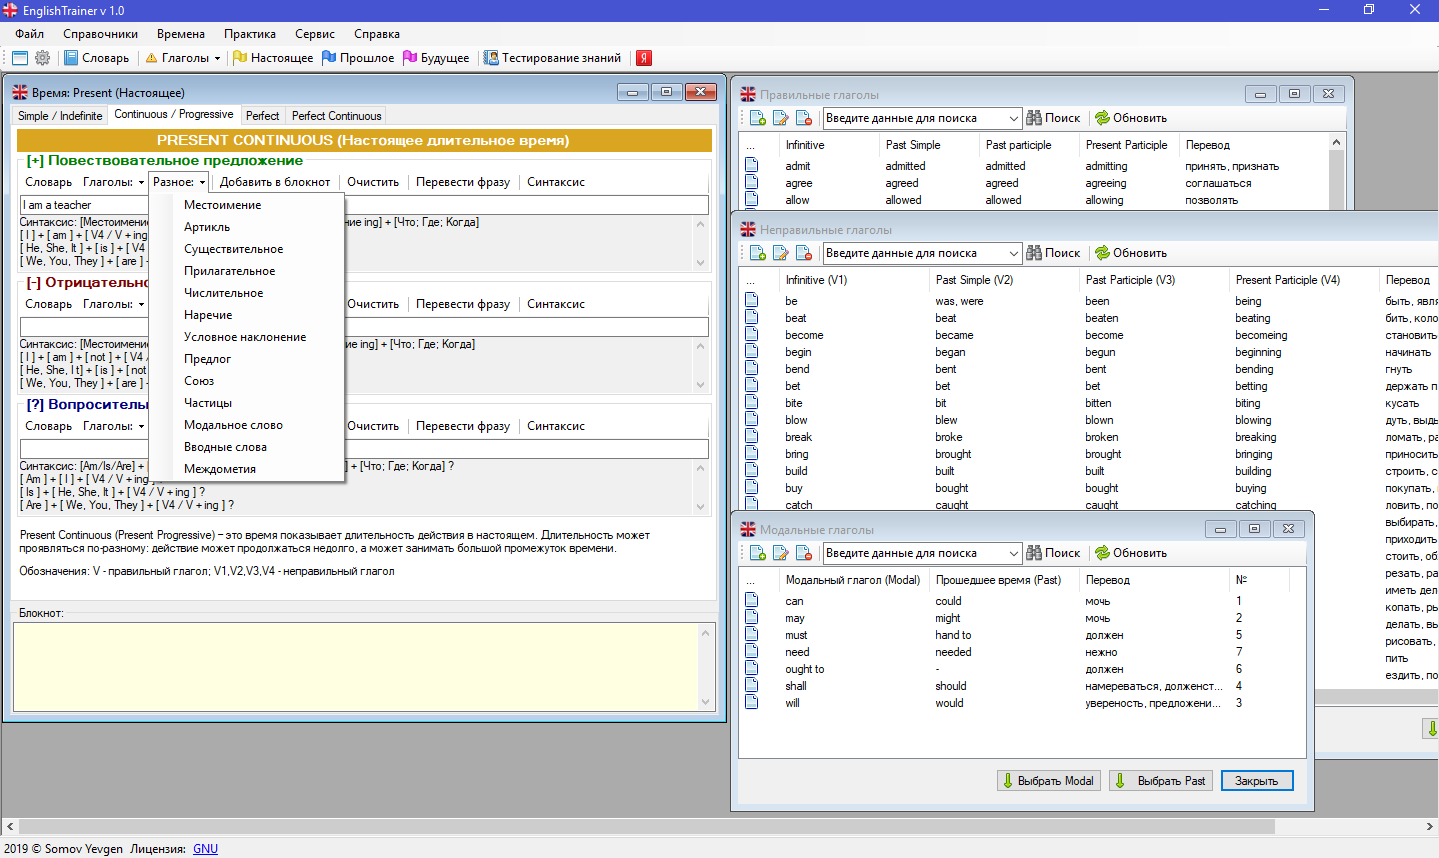 EnglishTrainer v 1.0
Файл Справочники Времена Практика Сервис Справка
Словарь Глаголы Настоящее Прошлое Будущее Тестирование знаний Я
Время: Present (Настоящее)
Simple / Indefinite Continuous / Progressive Perfect Perfect Continuous
PRESENT CONTINUOUS (Настоящее длительное время)
[+] Повествовательное предложение
Словарь Глаголы: Разное: Добавить в блокнот Очистить Перевести фразу Синтаксис
I am a teacher
Местоимение
Артикль
Существительное
Прилагательное
Числительное
Наречие
Условное наклонение
Предлог
Союз
Частицы
Модальное слово
Вводные слова
Междометия
Синтаксис: [Местоимение ние ing] + [Что; Где; Когда]
[ I ] + [ am ] + [ V4 / V + ing
[ He, She, It ] + [ is ] + [ V4
[ We, You, They ] + [ are ] -
[-] Отрицательно
Словарь Глаголы: Очистить Перевести фразу Синтаксис
Синтаксис: [Местоимение ние ing] + [Что; Где; Когда]
[ I ] + [ am ] + [ not ] + [ V4
[ He, She, I t] + [ is ] + [ not
[ We, You, They ] + [ are ] -
[?] Вопроситель
Словарь Глаголы: Очистить Перевести фразу Синтаксис
Синтаксис: [Am/Is/Are] + [ ] + [Что; Где; Когда] ?
[ Am ] + [ I ] + [ V4 / V + ing ] ?
[ Is ] + [ He, She, It ] + [ V4 / V + ing ] ?
[ Are ] + [ We, You, They ] + [ V4 / V + ing ] ?
Present Continuous (Present Progressive) – это время показывает длительность действия в настоящем. Длительность может
проявляться по-разному: действие может продолжаться недолго, а может занимать большой промежуток времени.
Обозначения: V - правильный глагол; V1,V2,V3,V4 - неправильный глагол
Блокнот:
Правильные глаголы
Введите данные для поиска Поиск Обновить
... Infinitive Past Simple Past participle Present Participle Перевод
admit admitted admitted admitting принять, признать
agree agreed agreed agreeing соглашаться
allow allowed allowed allowing позволять
Неправильные глаголы
Введите данные для поиска Поиск Обновить
... Infinitive (V1) Past Simple (V2) Past Participle (V3) Present Participle (V4) Перевод
be was, were been being быть, явля
beat beat beaten beating бить, коло
become became become becomeing становить
begin began begun beginning начинать
bend bent bent bending гнуть
bet bet bet betting держать п
bite bit bitten biting кусать
blow blew blown blowing дуть, выды
break broke broken breaking ломать, ра
bring brought brought bringing приносить
build built built building строить, с
buy bought bought buying покупать,
catch caught caught catching ловить, по
выбирать,
приходить
стоить, об
резать, ра
иметь дел
копать, ры
делать, вы
рисовать,
пить
ездить, по
Модальные глаголы
Введите данные для поиска Поиск Обновить
... Модальный глагол (Modal) Прошедшее время (Past) Перевод №
can could мочь 1
may might мочь 2
must hand to должен 5
need needed нежно 7
ought to - должен 6
shall should намереваться, долженст... 4
will would увереность, предложени... 3
Выбрать Modal Выбрать Past Закрыть
2019 © Somov Yevgen Лицензия: GNU